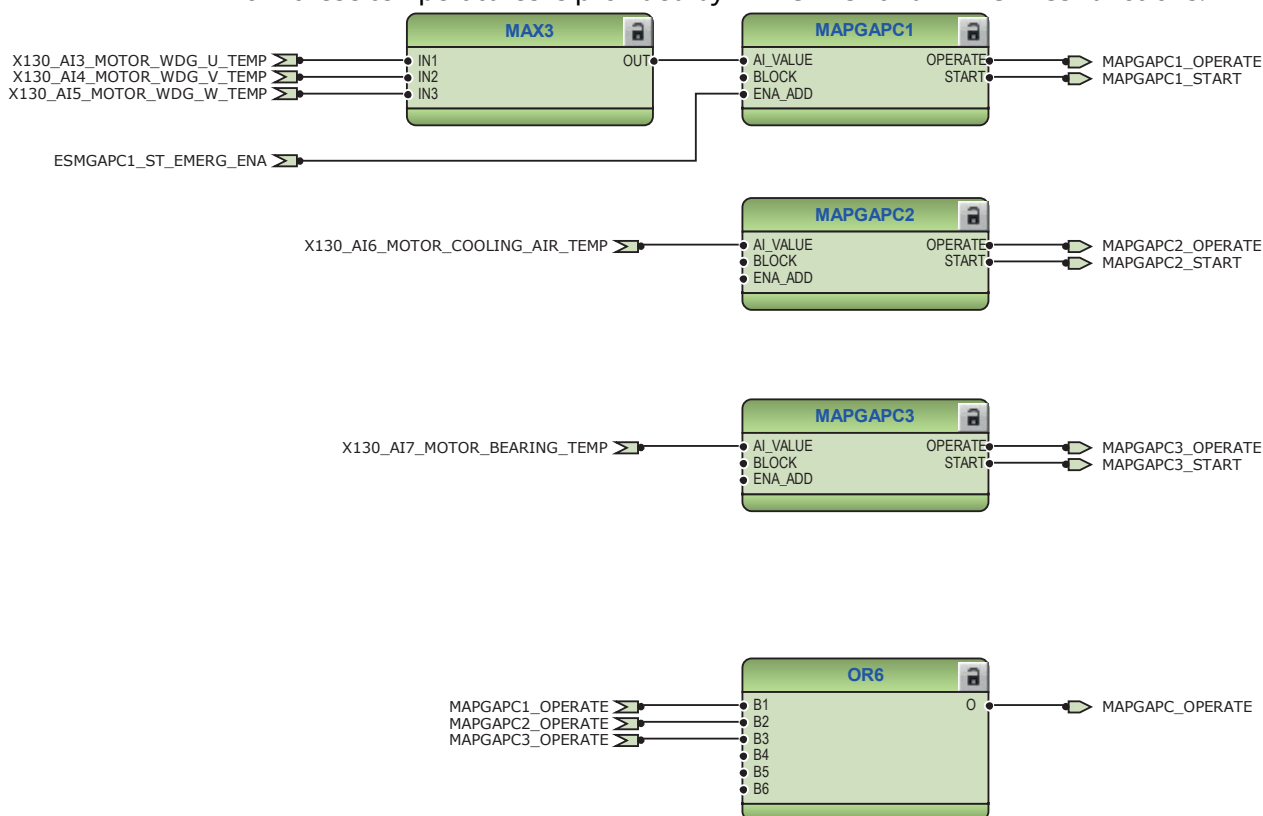 MAX3
X130_AI3_MOTOR_WDG_U_TEMP
X130_AI4_MOTOR_WDG_V_TEMP
X130_AI5_MOTOR_WDG_W_TEMP
IN1
IN2
IN3
OUT
ESMGAPC1_ST_EMERG_ENA
MAPGAPC1
AI_VALUE
BLOCK
ENA_ADD
OPERATE
START
MAPGAPC1_OPERATE
MAPGAPC1_START
MAPGAPC2
X130_AI6_MOTOR_COOLING_AIR_TEMP
AI_VALUE
BLOCK
ENA_ADD
OPERATE
START
MAPGAPC2_OPERATE
MAPGAPC2_START
MAPGAPC3
X130_AI7_MOTOR_BEARING_TEMP
AI_VALUE
BLOCK
ENA_ADD
OPERATE
START
MAPGAPC3_OPERATE
MAPGAPC3_START
OR6
MAPGAPC1_OPERATE
MAPGAPC2_OPERATE
MAPGAPC3_OPERATE
B1
B2
B3
B4
B5
B6
O
MAPGAPC_OPERATE